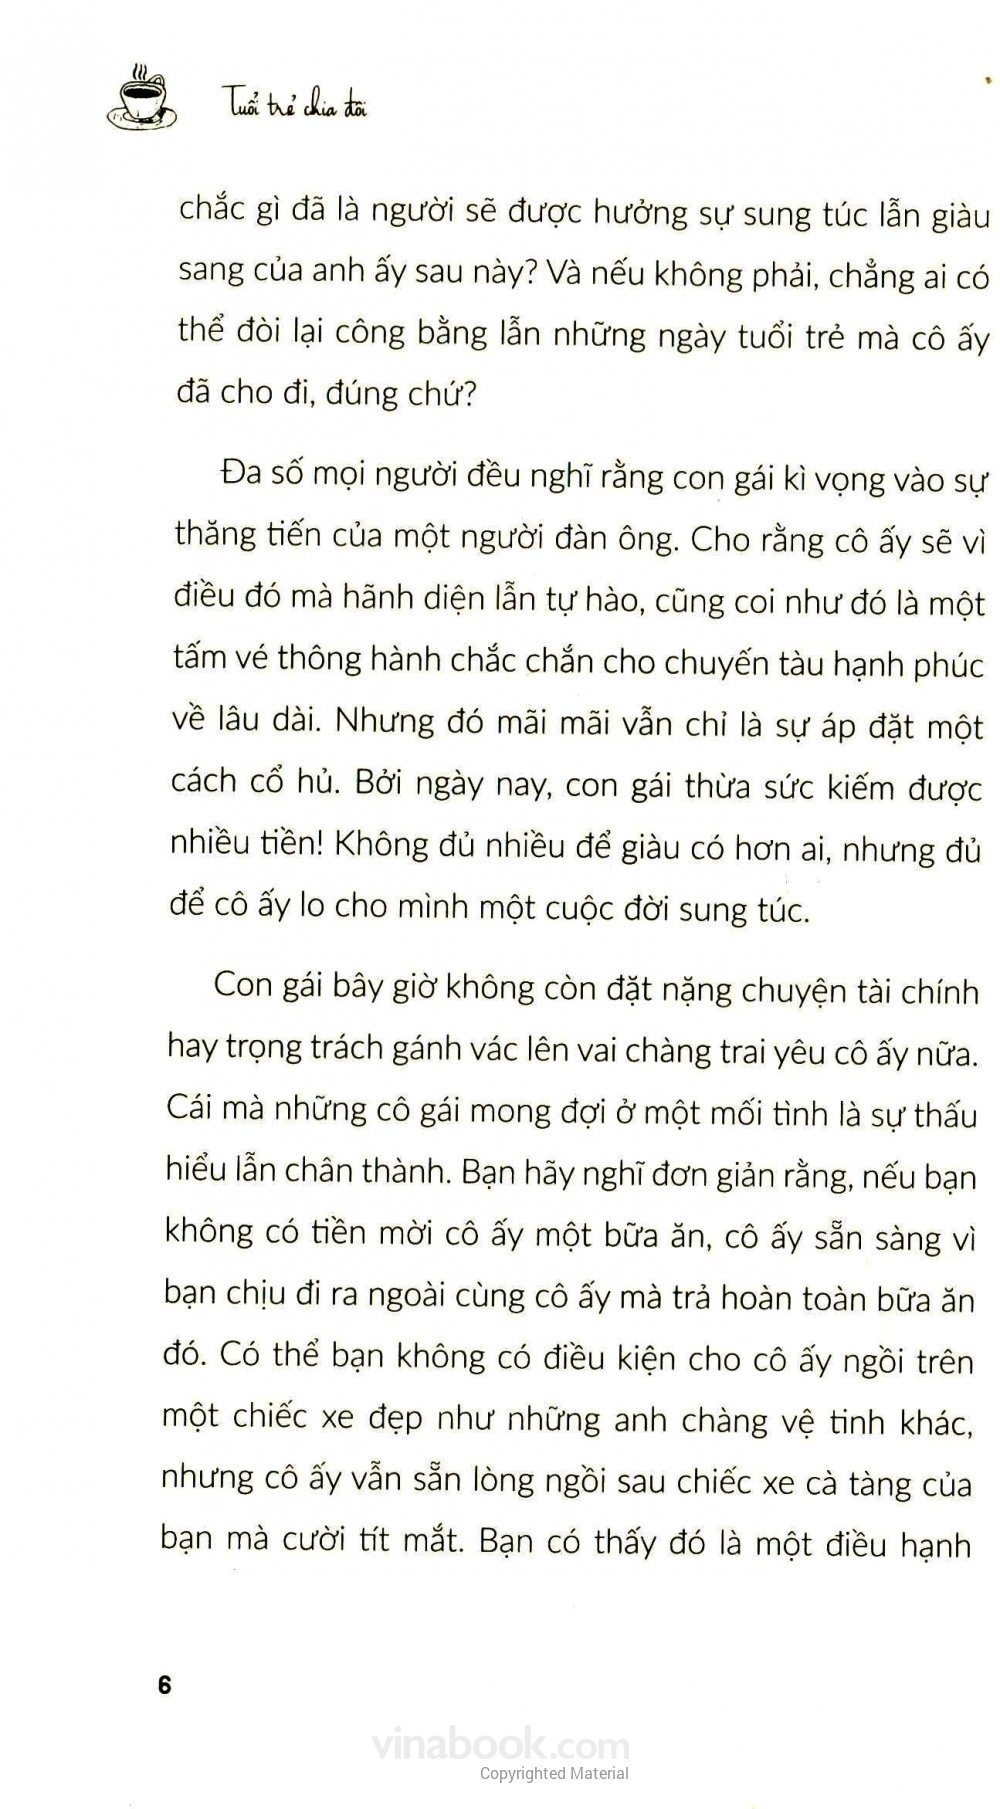 Tuổi trẻ chia đôi
chắc gì đã là người sẽ được hưởng sự sung túc lẫn giàu
sang của anh ấy sau này? Và nếu không phải, chẳng ai có
thể đòi lại công bằng lẫn những ngày tuổi trẻ mà cô ấy
đã cho đi, đúng chứ?
Đa số mọi người đều nghĩ rằng con gái kì vọng vào sự
thăng tiến của một người đàn ông. Cho rằng cô ấy sẽ vì
điều đó mà hãnh diện lẫn tự hào, cũng coi như đó là một
tấm vé thông hành chắc chắn cho chuyến tàu hạnh phúc
về lâu dài. Nhưng đó mãi mãi vẫn chỉ là sự áp đặt một
cách cổ hủ. Bởi ngày nay, con gái thừa sức kiếm được
nhiều tiền! Không đủ nhiều để giàu có hơn ai, nhưng đủ
để cô ấy lo cho mình một cuộc đời sung túc.
Con gái bây giờ không còn đặt nặng chuyện tài chính
hay trọng trách gánh vác lên vai chàng trai yêu cô ấy nữa.
Cái mà những cô gái mong đợi ở một mối tình là sự thấu
hiểu lẫn chân thành. Bạn hãy nghĩ đơn giản rằng, nếu bạn
không có tiền mời cô ấy một bữa ăn, cô ấy sẵn sàng vì
bạn chịu đi ra ngoài cùng cô ấy mà trả hoàn toàn bữa ăn
đó. Có thể bạn không có điều kiện cho cô ấy ngồi trên
một chiếc xe đẹp như những anh chàng vệ tinh khác,
nhưng cô ấy vẫn sẵn lòng ngồi sau chiếc xe cà tàng của
bạn mà cười tít mắt. Bạn có thấy đó là một điều hạnh
6
vinabook.com
Copyrighted Material